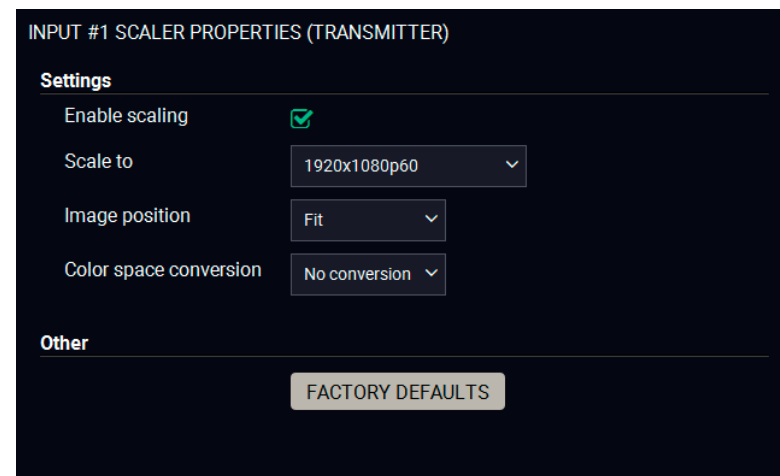 INPUT #1 SCALER PROPERTIES (TRANSMITTER)
Settings
Enable scaling
Scale to 1920x1080p60
Image position Fit
Color space conversion No conversion
Other
FACTORY DEFAULTS